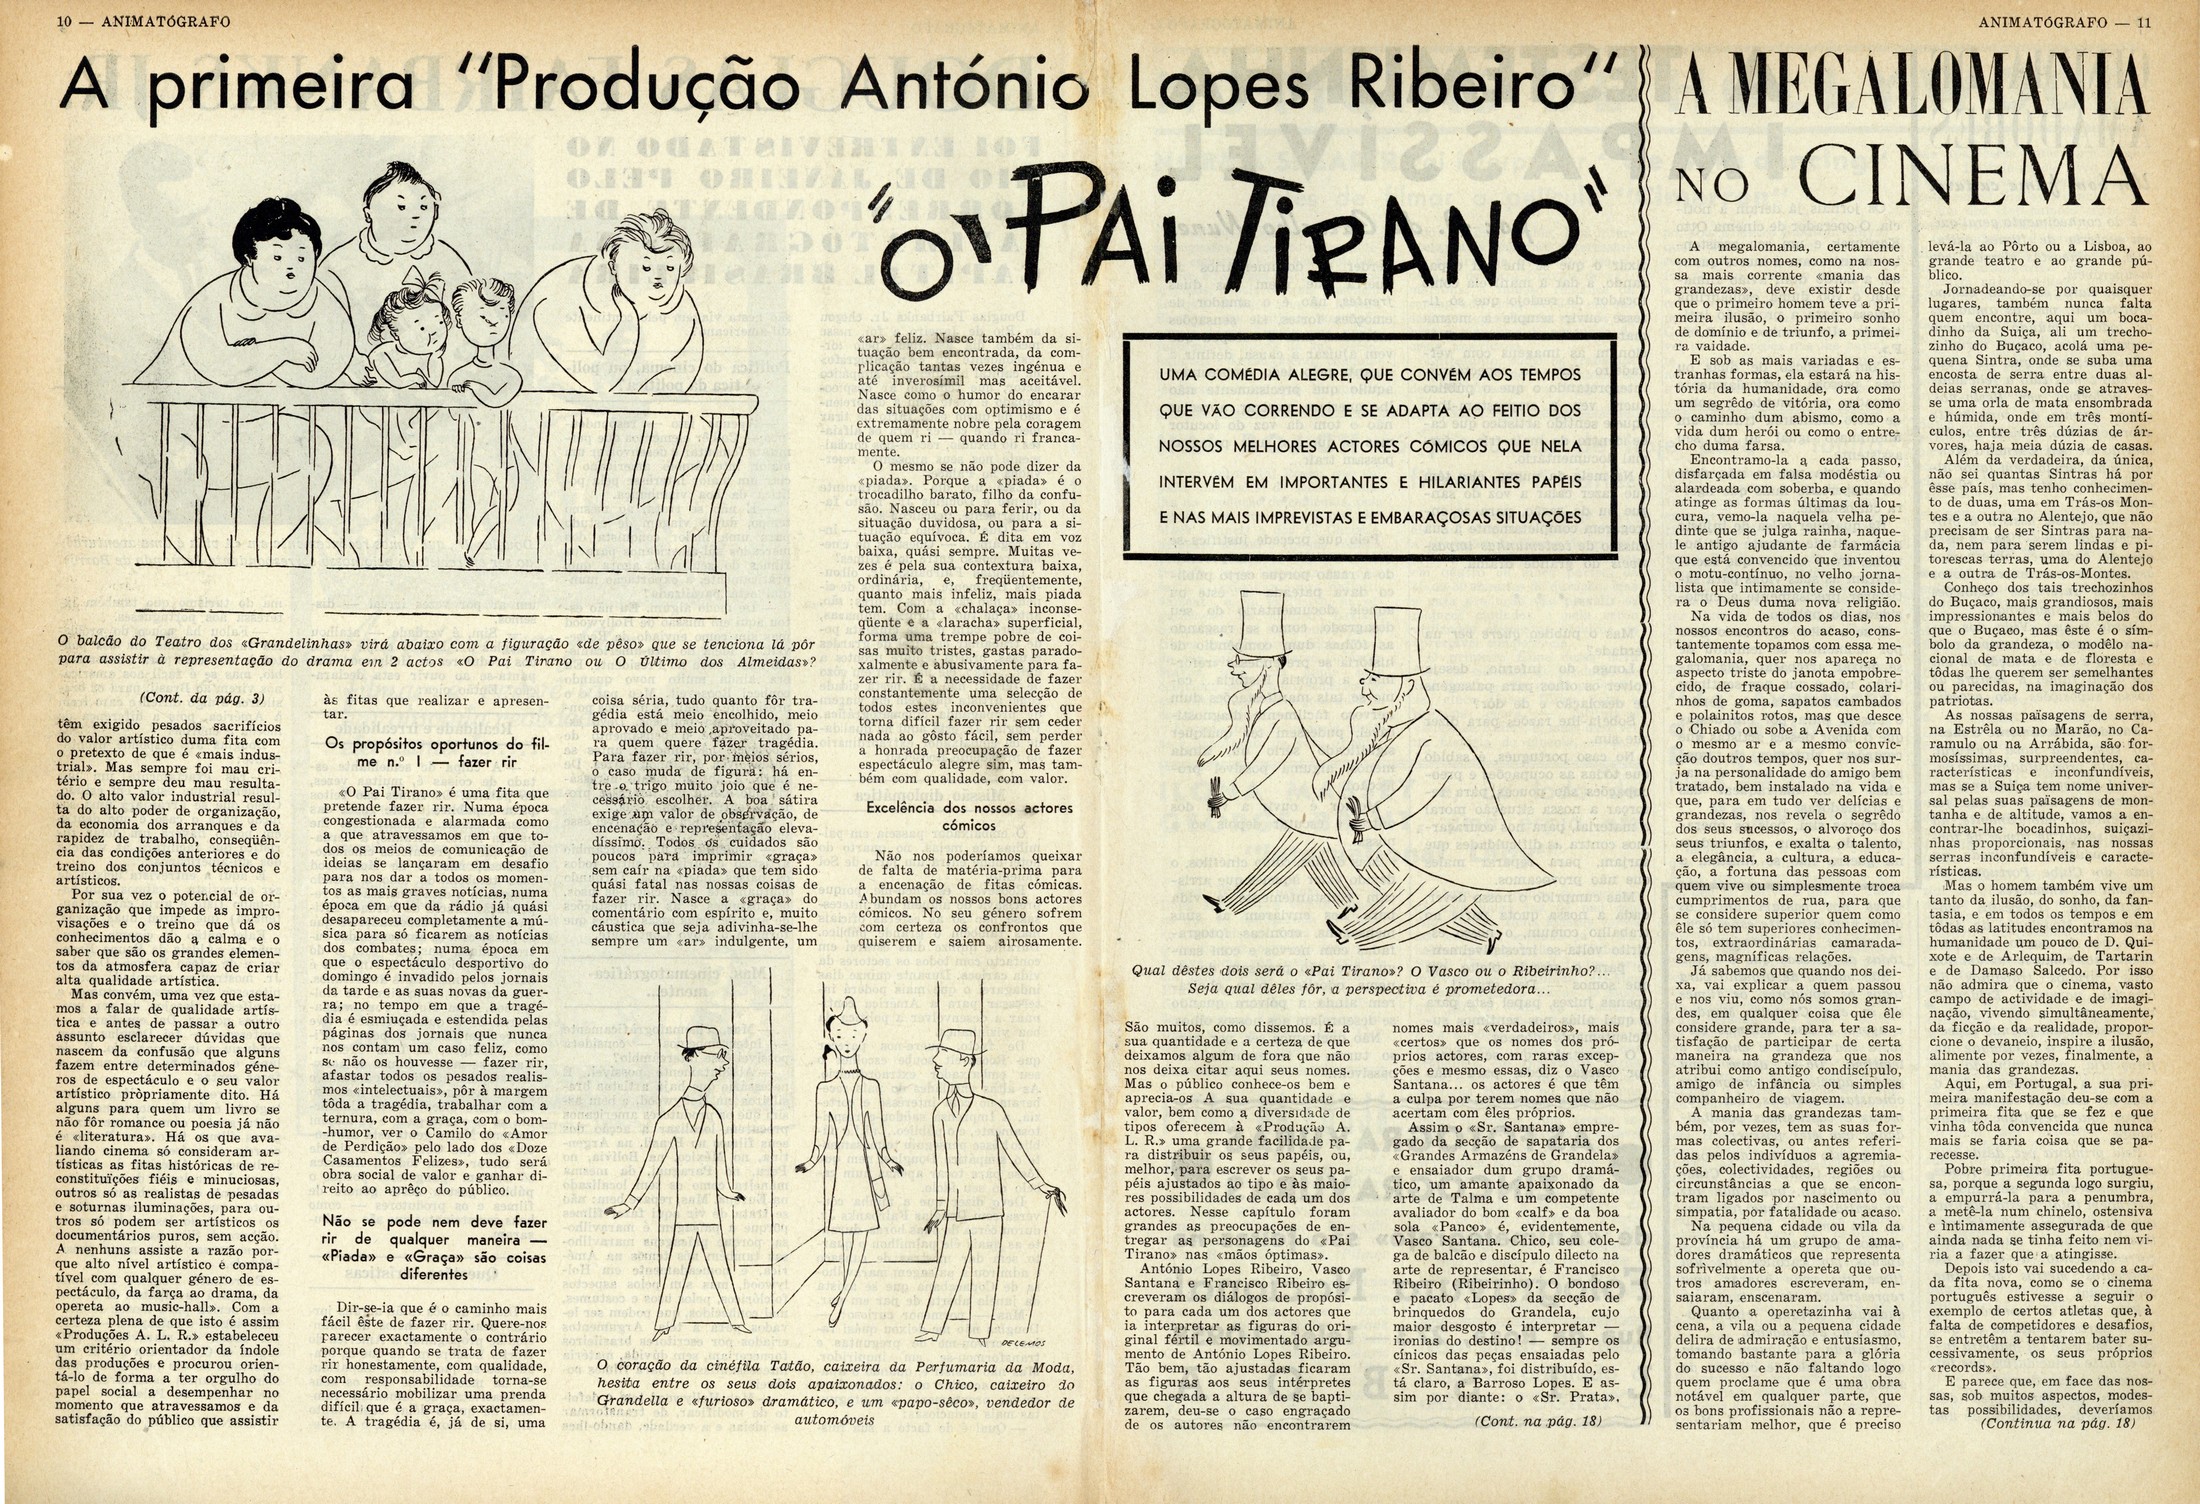 10 — ANIMATÓGRAFO
A primeira "Produção António Lopes Ribeiro"
"O PAI TIRANO"
O balcão do Teatro dos «Grandelinhas» virá abaixo com a figuração «de pêso» que se tenciona lá pôr
para assistir à representação do drama em 2 actos «O Pai Tirano ou O Último dos Almeidas»?
(Cont. da pág. 3)
têm exigido pesados sacrifícios
do valor artístico duma fita com
o pretexto de que é «mais indus-
trial». Mas sempre foi mau cri-
tério e sempre deu mau resulta-
do. O alto valor industrial resul-
ta do alto poder de organização,
da economia dos arranques e da
rapidez de trabalho, conseqüên-
cia das condições anteriores e do
treino dos conjuntos técnicos e
artísticos.
Por sua vez o potencial de or-
ganização que impede as impro-
visações e o treino que dá os
conhecimentos dão a calma e o
saber que são os grandes elemen-
tos da atmosfera capaz de criar
alta qualidade artística.
Mas convém, uma vez que esta-
mos a falar de qualidade artís-
tica e antes de passar a outro
assunto esclarecer dúvidas que
nascem da confusão que alguns
fazem entre determinados géne-
ros de espectáculo e o seu valor
artístico pròpriamente dito. Há
alguns para quem um livro se
não fôr romance ou poesia já não
é «literatura». Há os que ava-
liando cinema só consideram ar-
tísticas as fitas históricas de re-
constituïções fiéis e minuciosas,
outros só as realistas de pesadas
e soturnas iluminações, para ou-
tros só podem ser artísticos os
documentários puros, sem acção.
A nenhuns assiste a razão por-
que alto nível artístico é compa-
tível com qualquer género de es-
pectáculo, da farça ao drama, da
opereta ao music-hall». Com a
certeza plena de que isto é assim
«Produções A. L. R.» estabeleceu
um critério orientador da índole
das produções e procurou orien-
tá-lo de forma a ter orgulho do
papel social a desempenhar no
momento que atravessamos e da
satisfação do público que assistir
às fitas que realizar e apresen-
tar.
Os propósitos oportunos do fil-
me n.º 1 — fazer rir
«O Pai Tirano» é uma fita que
pretende fazer rir. Numa época
congestionada e alarmada como
a que atravessamos em que to-
dos os meios de comunicação de
ideias se lançaram em desafio
para nos dar a todos os momen-
tos as mais graves notícias, numa
época em que da rádio já quási
desapareceu completamente a mú-
sica para só ficarem as notícias
dos combates; numa época em
que o espectáculo desportivo do
domingo é invadido pelos jornais
da tarde e as suas novas da guer-
ra; no tempo em que a tragé-
dia é esmiuçada e estendida pelas
páginas dos jornais que nunca
nos contam um caso feliz, como
se não os houvesse — fazer rir,
afastar todos os pesados realis-
mos «intelectuais», pôr à margem
tôda a tragédia, trabalhar com a
ternura, com a graça, com o bom-
-humor, ver o Camilo do «Amor
de Perdição» pelo lado dos «Doze
Casamentos Felizes», tudo será
obra social de valor e ganhar di-
reito ao aprêço do público.
Não se pode nem deve fazer
rir de qualquer maneira —
«Piada» e «Graça» são coisas
diferentes
Dir-se-ia que é o caminho mais
fácil êste de fazer rir. Quere-nos
parecer exactamente o contrário
porque quando se trata de fazer
rir honestamente, com qualidade,
com responsabilidade torna-se
necessário mobilizar uma prenda
difícil que é a graça, exactamen-
te. A tragédia é, já de si, uma
coisa séria, tudo quanto fôr tra-
gédia está meio encolhido, meio
aprovado e meio aproveitado pa-
ra quem quere fazer tragédia.
Para fazer rir, por meios sérios,
o caso muda de figura: há en-
tre o trigo muito joio que é ne-
cessário escolher. A boa sátira
exige um valor de observação, de
encenação e representação eleva-
díssimo. Todos os cuidados são
poucos para imprimir «graça»
sem caír na «piada» que tem sido
quási fatal nas nossas coisas de
fazer rir. Nasce a «graça» do
comentário com espírito e, muito
cáustica que seja adivinha-se-lhe
sempre um «ar» indulgente, um
«ar» feliz. Nasce também da si-
tuação bem encontrada, da com-
plicação tantas vezes ingénua e
até inverosímil mas aceitável.
Nasce como o humor do encarar
das situações com optimismo e é
extremamente nobre pela coragem
de quem ri — quando ri franca-
mente.
O mesmo se não pode dizer da
«piada». Porque a «piada» é o
trocadilho barato, filho da confu-
são. Nasceu ou para ferir, ou da
situação duvidosa, ou para a si-
tuação equívoca. É dita em voz
baixa, quási sempre. Muitas ve-
zes é pela sua contextura baixa,
ordinária, e, freqüentemente,
quanto mais infeliz, mais piada
tem. Com a «chalaça» inconse-
qüente e a «laracha» superficial,
forma uma trempe pobre de coi-
sas muito tristes, gastas parado-
xalmente e abusivamente para fa-
zer rir. É a necessidade de fazer
constantemente uma selecção de
todos estes inconvenientes que
torna difícil fazer rir sem ceder
nada ao gôsto fácil, sem perder
a honrada preocupação de fazer
espectáculo alegre sim, mas tam-
bém com qualidade, com valor.
Excelência dos nossos actores
cómicos
Não nos poderíamos queixar
de falta de matéria-prima para
a encenação de fitas cómicas.
Abundam os nossos bons actores
cómicos. No seu género sofrem
com certeza os confrontos que
quiserem e saiem airosamente.
DELEMOS
O coração da cinéfila Tatão, caixeira da Perfumaria da Moda,
hesita entre os seus dois apaixonados: o Chico, caixeiro do
Grandella e «furioso» dramático, e um «papo-sêco», vendedor de
automóveis
UMA COMÉDIA ALEGRE, QUE CONVÉM AOS TEMPOS
QUE VÃO CORRENDO E SE ADAPTA AO FEITIO DOS
NOSSOS MELHORES ACTORES CÓMICOS QUE NELA
INTERVÊM EM IMPORTANTES E HILARIANTES PAPÉIS
E NAS MAIS IMPREVISTAS E EMBARAÇOSAS SITUAÇÕES
Qual dêstes dois será o «Pai Tirano»? O Vasco ou o Ribeirinho?...
Seja qual dêles fôr, a perspectiva é prometedora...
São muitos, como dissemos. É a
sua quantidade e a certeza de que
deixamos algum de fora que não
nos deixa citar aqui seus nomes.
Mas o público conhece-os bem e
aprecia-os A sua quantidade e
valor, bem como a diversidade de
tipos oferecem à «Produção A.
L. R.» uma grande facilidade pa-
ra distribuir os seus papéis, ou,
melhor, para escrever os seus pa-
péis ajustados ao tipo e às maio-
res possibilidades de cada um dos
actores. Nesse capítulo foram
grandes as preocupações de en-
tregar as personagens do «Pai
Tirano» nas «mãos óptimas».
António Lopes Ribeiro, Vasco
Santana e Francisco Ribeiro es-
creveram os diálogos de propósi-
to para cada um dos actores que
ia interpretar as figuras do ori-
ginal fértil e movimentado argu-
mento de António Lopes Ribeiro.
Tão bem, tão ajustadas ficaram
as figuras aos seus intérpretes
que chegada a altura de se bapti-
zarem, deu-se o caso engraçado
de os autores não encontrarem
nomes mais «verdadeiros», mais
«certos» que os nomes dos pró-
prios actores, com raras excep-
ções e mesmo essas, diz o Vasco
Santana... os actores é que têm
a culpa por terem nomes que não
acertam com êles próprios.
Assim o «Sr. Santana» empre-
gado da secção de sapataria dos
«Grandes Armazéns de Grandela»
e ensaiador dum grupo dramá-
tico, um amante apaixonado da
arte de Talma e um competente
avaliador do bom «calf» e da boa
sola «Panco» é, evidentemente,
Vasco Santana. Chico, seu cole-
ga de balcão e discípulo dilecto na
arte de representar, é Francisco
Ribeiro (Ribeirinho). O bondoso
e pacato «Lopes» da secção de
brinquedos do Grandela, cujo
maior desgosto é interpretar —
ironias do destino! — sempre os
cínicos das peças ensaiadas pelo
«Sr. Santana», foi distribuído, es-
tá claro, a Barroso Lopes. E as-
sim por diante: o «Sr. Prata»,
(Cont. na pág. 18)
ANIMATÓGRAFO — 11
A MEGALOMANIA
NO CINEMA
A megalomania, certamente
com outros nomes, como na nos-
sa mais corrente «mania das
grandezas», deve existir desde
que o primeiro homem teve a pri-
meira ilusão, o primeiro sonho
de domínio e de triunfo, a primei-
ra vaidade.
E sob as mais variadas e es-
tranhas formas, ela estará na his-
tória da humanidade, ora como
um segrêdo de vitória, ora como
o caminho dum abismo, como a
vida dum herói ou como o entre-
cho duma farsa.
Encontramo-la a cada passo,
disfarçada em falsa modéstia ou
alardeada com soberba, e quando
atinge as formas últimas da lou-
cura, vemo-la naquela velha pe-
dinte que se julga rainha, naque-
le antigo ajudante de farmácia
que está convencido que inventou
o motu-contínuo, no velho jorna-
lista que intimamente se conside-
ra o Deus duma nova religião.
Na vida de todos os dias, nos
nossos encontros do acaso, cons-
tantemente topamos com essa me-
galomania, quer nos apareça no
aspecto triste do janota empobre-
cido, de fraque cossado, colari-
nhos de goma, sapatos cambados
e polainitos rotos, mas que desce
o Chiado ou sobe a Avenida com
o mesmo ar e a mesmo convic-
ção doutros tempos, quer nos sur-
ja na personalidade do amigo bem
tratado, bem instalado na vida e
que, para em tudo ver delícias e
grandezas, nos revela o segrêdo
dos seus sucessos, o alvoroço dos
seus triunfos, e exalta o talento,
a elegância, a cultura, a educa-
ção, a fortuna das pessoas com
quem vive ou simplesmente troca
cumprimentos de rua, para que
se considere superior quem como
êle só tem superiores conhecimen-
tos, extraordinárias camarada-
gens, magníficas relações.
Já sabemos que quando nos dei-
xa, vai explicar a quem passou
e nos viu, como nós somos gran-
des, em qualquer coisa que êle
considere grande, para ter a sa-
tisfação de participar de certa
maneira na grandeza que nos
atribui como antigo condiscípulo,
amigo de infância ou simples
companheiro de viagem.
A mania das grandezas tam-
bém, por vezes, tem as suas for-
mas colectivas, ou antes referi-
das pelos indivíduos a agremia-
ções, colectividades, regiões ou
circunstâncias a que se encon-
tram ligados por nascimento ou
simpatia, por fatalidade ou acaso.
Na pequena cidade ou vila da
província há um grupo de ama-
dores dramáticos que representa
sofrìvelmente a opereta que ou-
tros amadores escreveram, en-
saiaram, enscenaram.
Quanto a operetazinha vai à
cena, a vila ou a pequena cidade
delira de admiração e entusiasmo,
tomando bastante para a glória
do sucesso e não faltando logo
quem proclame que é uma obra
notável em qualquer parte, que
os bons profissionais não a repre-
sentariam melhor, que é preciso
levá-la ao Pôrto ou a Lisboa, ao
grande teatro e ao grande pú-
blico.
Jornadeando-se por quaisquer
lugares, também nunca falta
quem encontre, aqui um boca-
dinho da Suiça, ali um trecho-
zinho do Buçaco, acolá uma pe-
quena Sintra, onde se suba uma
encosta de serra entre duas al-
deias serranas, onde se atraves-
se uma orla de mata ensombrada
e húmida, onde em três montí-
culos, entre três dúzias de ár-
vores, haja meia dúzia de casas.
Além da verdadeira, da única,
não sei quantas Sintras há por
êsse país, mas tenho conhecimen-
to de duas, uma em Trás-os Mon-
tes e a outra no Alentejo, que não
precisam de ser Sintras para na-
da, nem para serem lindas e pi-
torescas terras, uma do Alentejo
e a outra de Trás-os-Montes.
Conheço dos tais trechozinhos
do Buçaco, mais grandiosos, mais
impressionantes e mais belos do
que o Buçaco, mas êste é o sím-
bolo da grandeza, o modêlo na-
cional de mata e de floresta e
todas lhe querem ser semelhantes
ou parecidas, na imaginação dos
patriotas.
As nossas païsagens de serra,
na Estrêla ou no Marão, no Ca-
ramulo ou na Arrábida, são for-
mosíssimas, surpreendentes, ca-
racterísticas e inconfundíveis,
mas se a Suiça tem nome univer-
sal pelas suas païsagens de mon-
tanha e de altitude, vamos a en-
contrar-lhe bocadinhos, suiçazi-
nhas proporcionais, nas nossas
serras inconfundíveis e caracte-
rísticas.
Mas o homem também vive um
tanto da ilusão, do sonho, da fan-
tasia, e em todos os tempos e em
tôdas as latitudes encontramos na
humanidade um pouco de D. Qui-
xote e de Arlequim, de Tartarin
e de Damaso Salcedo. Por isso
não admira que o cinema, vasto
campo de actividade e de imagi-
nação, vivendo simultâneamente,
da ficção e da realidade, propor-
cione o devaneio, inspire a ilusão,
alimente por vezes, finalmente, a
mania das grandezas.
Aqui, em Portugal, a sua pri-
meira manifestação deu-se com a
primeira fita que se fez e que
vinha tôda convencida que nunca
mais se faria coisa que se pa-
recesse.
Pobre primeira fita portugue-
sa, porque a segunda logo surgiu,
a empurrá-la para a penumbra,
a metê-la num chinelo, ostensiva
e intimamente assegurada de que
ainda nada se tinha feito nem vi-
ria a fazer que a atingisse.
Depois isto vai sucedendo a ca-
da fita nova, como se o cinema
português estivesse a seguir o
exemplo de certos atletas que, à
falta de competidores e desafios,
se entretêm a tentarem bater su-
cessivamente, os seus próprios
«records».
E parece que, em face das nos-
sas, sob muitos aspectos, modes-
tas possibilidades, deveríamos
(Continua na pág. 18)